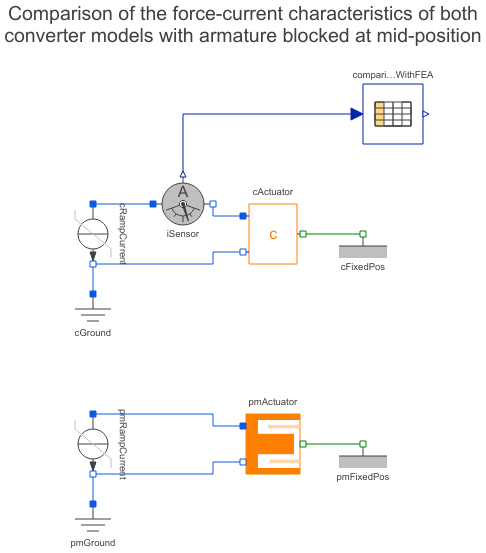 Comparison of the force-current characteristics of both
converter models with armature blocked at mid-position
compari...WithFEA
A
cRampCurrent
iSensor
cActuator
C
cFixedPos
cGround
pmActuator
pmRampCurrent
pmFixedPos
pmGround